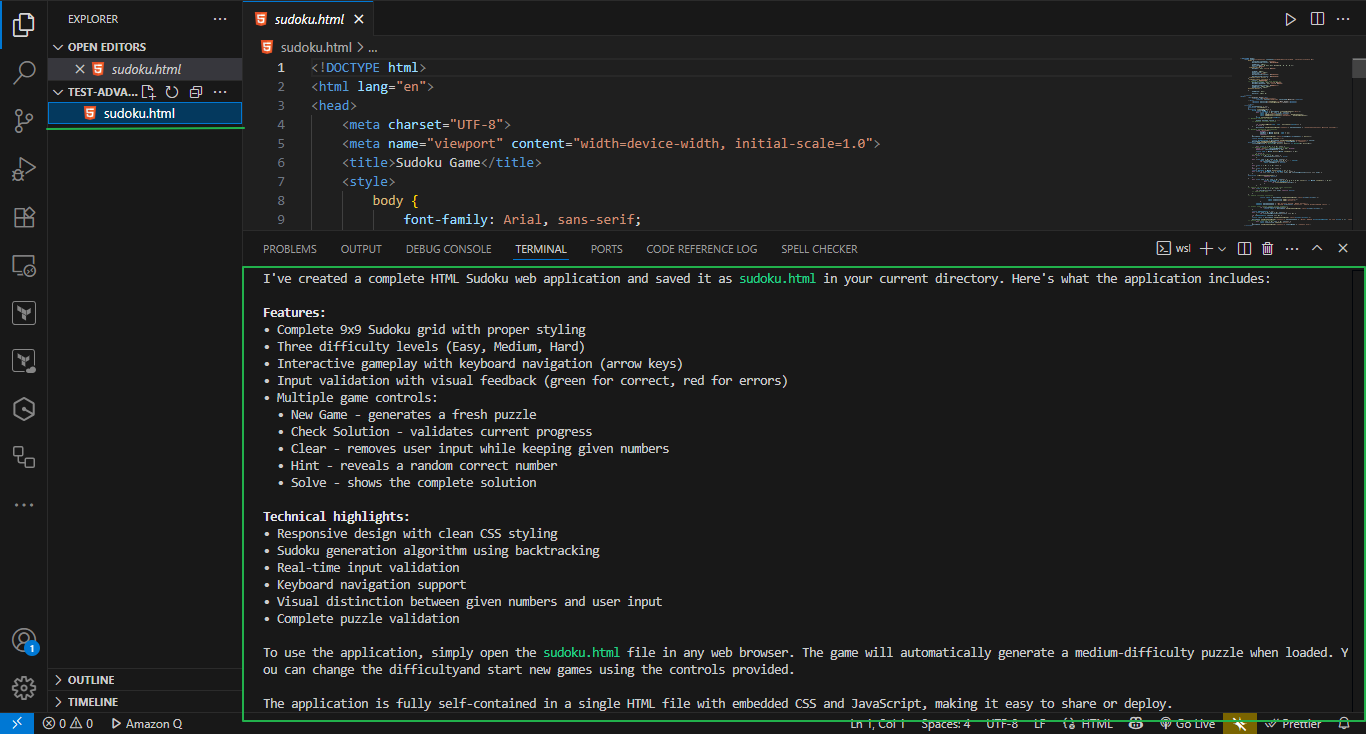 EXPLORER
sudoku.html
OPEN EDITORS
sudoku.html
TEST-ADVA...
sudoku.html
sudoku.html > ...
1 <!DOCTYPE html>
2 <html lang="en">
3 <head>
4 <meta charset="UTF-8">
5 <meta name="viewport" content="width=device-width, initial-scale=1.0">
6 <title>Sudoku Game</title>
7 <style>
8 body {
9 font-family: Arial, sans-serif;
PROBLEMS OUTPUT DEBUG CONSOLE TERMINAL PORTS CODE REFERENCE LOG SPELL CHECKER
wsl
I've created a complete HTML Sudoku web application and saved it as sudoku.html in your current directory. Here's what the application includes:
Features:
• Complete 9x9 Sudoku grid with proper styling
• Three difficulty levels (Easy, Medium, Hard)
• Interactive gameplay with keyboard navigation (arrow keys)
• Input validation with visual feedback (green for correct, red for errors)
• Multiple game controls:
• New Game - generates a fresh puzzle
• Check Solution - validates current progress
• Clear - removes user input while keeping given numbers
• Hint - reveals a random correct number
• Solve - shows the complete solution
Technical highlights:
• Responsive design with clean CSS styling
• Sudoku generation algorithm using backtracking
• Real-time input validation
• Keyboard navigation support
• Visual distinction between given numbers and user input
• Complete puzzle validation
To use the application, simply open the sudoku.html file in any web browser. The game will automatically generate a medium-difficulty puzzle when loaded. Y
ou can change the difficultyand start new games using the controls provided.
The application is fully self-contained in a single HTML file with embedded CSS and JavaScript, making it easy to share or deploy.
1
OUTLINE
TIMELINE
0 0 Amazon Q Ln 1, Col 1 Spaces: 4 UTF-8 LF HTML Go Live Prettier